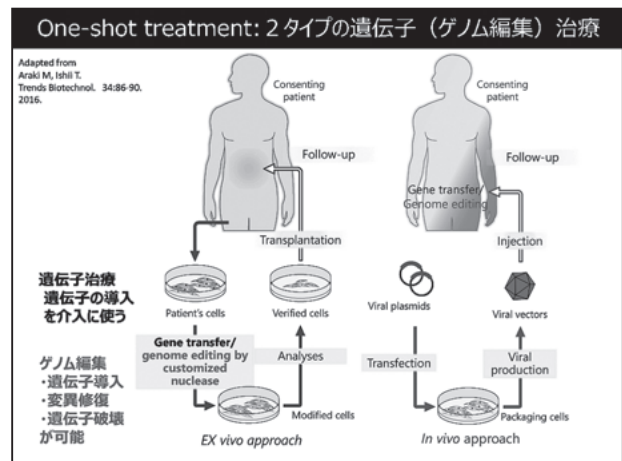 One-shot treatment: 2タイプの遺伝子（ゲノム編集）治療
Adapted from
Araki M, Ishii T.
Trends Biotechnol. 34:86-90.
2016.
Consenting
patient
Follow-up
Transplantation
遺伝子治療
遺伝子の導入
を介入に使う
Patient's cells
Verified cells
Gene transfer/
genome editing by
customized
nuclease
Analyses
ゲノム編集
・遺伝子導入
・変異修復
・遺伝子破壊
が可能
Modified cells
EX vivo approach
Consenting
patient
Follow-up
Gene transfer/
Genome editing
Injection
Viral plasmids
Viral vectors
Transfection
Viral
production
Packaging cells
In vivo approach